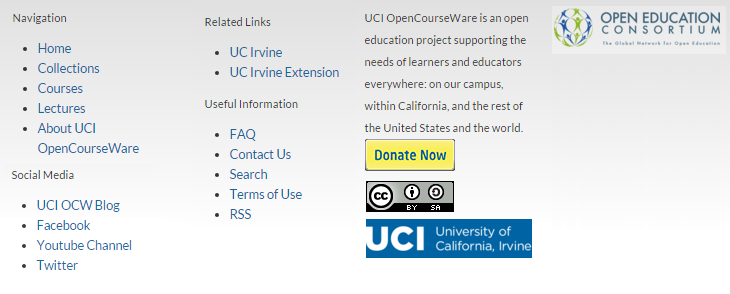 Navigation
Home
Collections
Courses
Lectures
About UCI
OpenCourseWare
Social Media
UCI OCW Blog
Facebook
Youtube Channel
Twitter
Related Links
UC Irvine
UC Irvine Extension
Useful Information
FAQ
Contact Us
Search
Terms of Use
RSS
UCI OpenCourseWare is an open
education project supporting the
needs of learners and educators
everywhere: on our campus,
within California, and the rest of
the United States and the world.
Donate Now
cc
BY SA
UCI University of
California, Irvine
OPEN EDUCATION
CONSORTIUM
The Global Network for Open Education